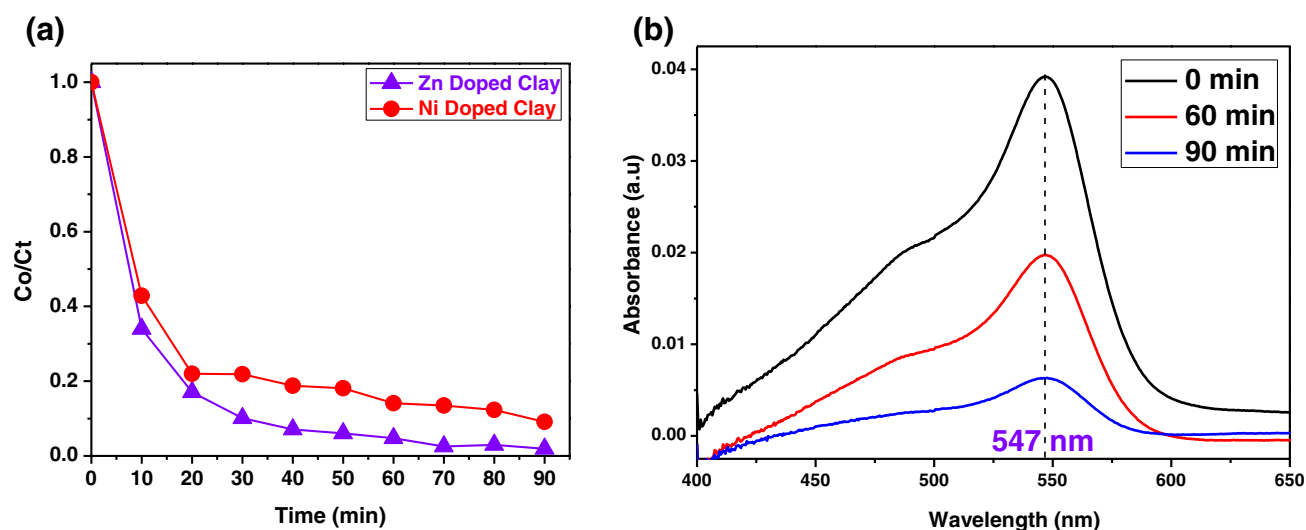 (a)
Zn Doped Clay
Ni Doped Clay
Co/Ct
1.0
0.8
0.6
0.4
0.2
0.0
0 10 20 30 40 50 60 70 80 90
Time (min)
(b)
0 min
60 min
90 min
Absorbance (a.u)
0.04
0.03
0.02
0.01
0.00
547 nm
400 450 500 550 600 650
Wavelength (nm)